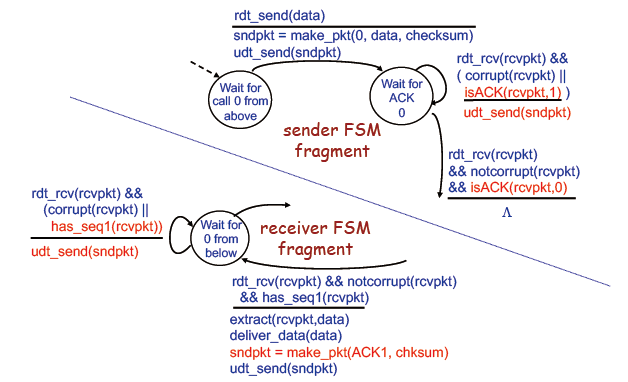 rdt_send(data)
sndpkt = make_pkt(0, data, checksum)
udt_send(sndpkt)
Wait for
call 0 from
above
Wait for
ACK
0
rdt_rcv(rcvpkt) &&
( corrupt(rcvpkt) ||
isACK(rcvpkt,1) )
udt_send(sndpkt)
sender FSM
fragment
rdt_rcv(rcvpkt)
&& notcorrupt(rcvpkt)
&& isACK(rcvpkt,0)
Λ
rdt_rcv(rcvpkt) &&
(corrupt(rcvpkt) ||
has_seq1(rcvpkt))
udt_send(sndpkt)
Wait for
0 from
below
receiver FSM
fragment
rdt_rcv(rcvpkt) && notcorrupt(rcvpkt)
&& has_seq1(rcvpkt)
extract(rcvpkt,data)
deliver_data(data)
sndpkt = make_pkt(ACK1, chksum)
udt_send(sndpkt)